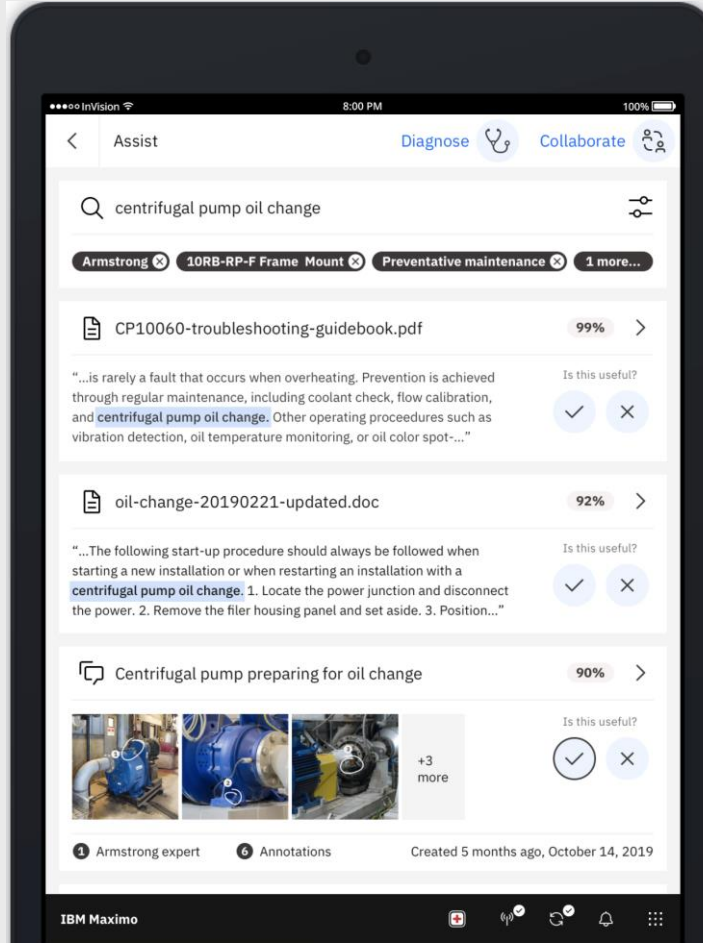 InVision
8:00 PM
100%
Assist
Diagnose
Collaborate
centrifugal pump oil change
Armstrong
10RB-RP-F Frame Mount
Preventative maintenance
1 more...
CP10060-troubleshooting-guidebook.pdf
99%
“...is rarely a fault that occurs when overheating. Prevention is achieved
through regular maintenance, including coolant check, flow calibration,
and centrifugal pump oil change. Other operating proceedures such as
vibration detection, oil temperature monitoring, or oil color spot-...”
Is this useful?
oil-change-20190221-updated.doc
92%
“...The following start-up procedure should always be followed when
starting a new installation or when restarting an installation with a
centrifugal pump oil change. 1. Locate the power junction and disconnect
the power. 2. Remove the filer housing panel and set aside. 3. Position...”
Is this useful?
Centrifugal pump preparing for oil change
90%
+3
more
Is this useful?
1 Armstrong expert
6 Annotations
Created 5 months ago, October 14, 2019
IBM Maximo